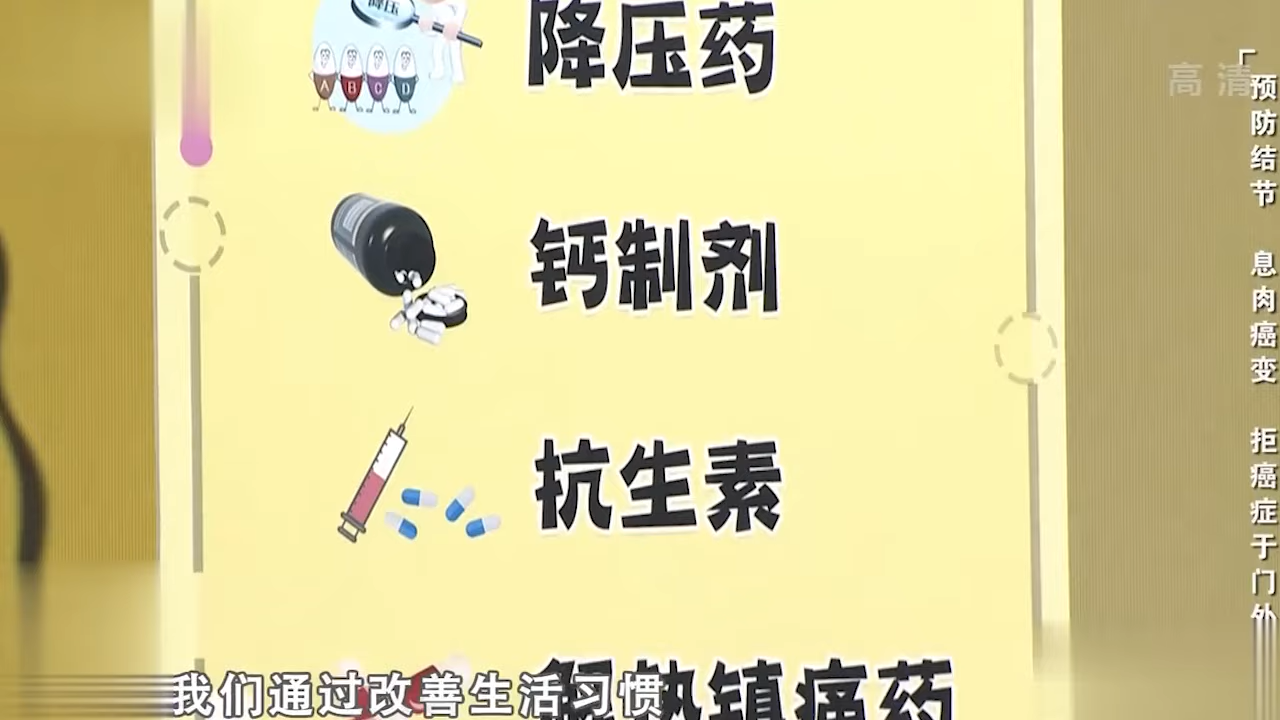 降压
A B C D
降压药
钙制剂
抗生素
解热镇痛药
我们通过改善生活习惯
高清
「预防结节 息肉癌变 拒癌症于门外